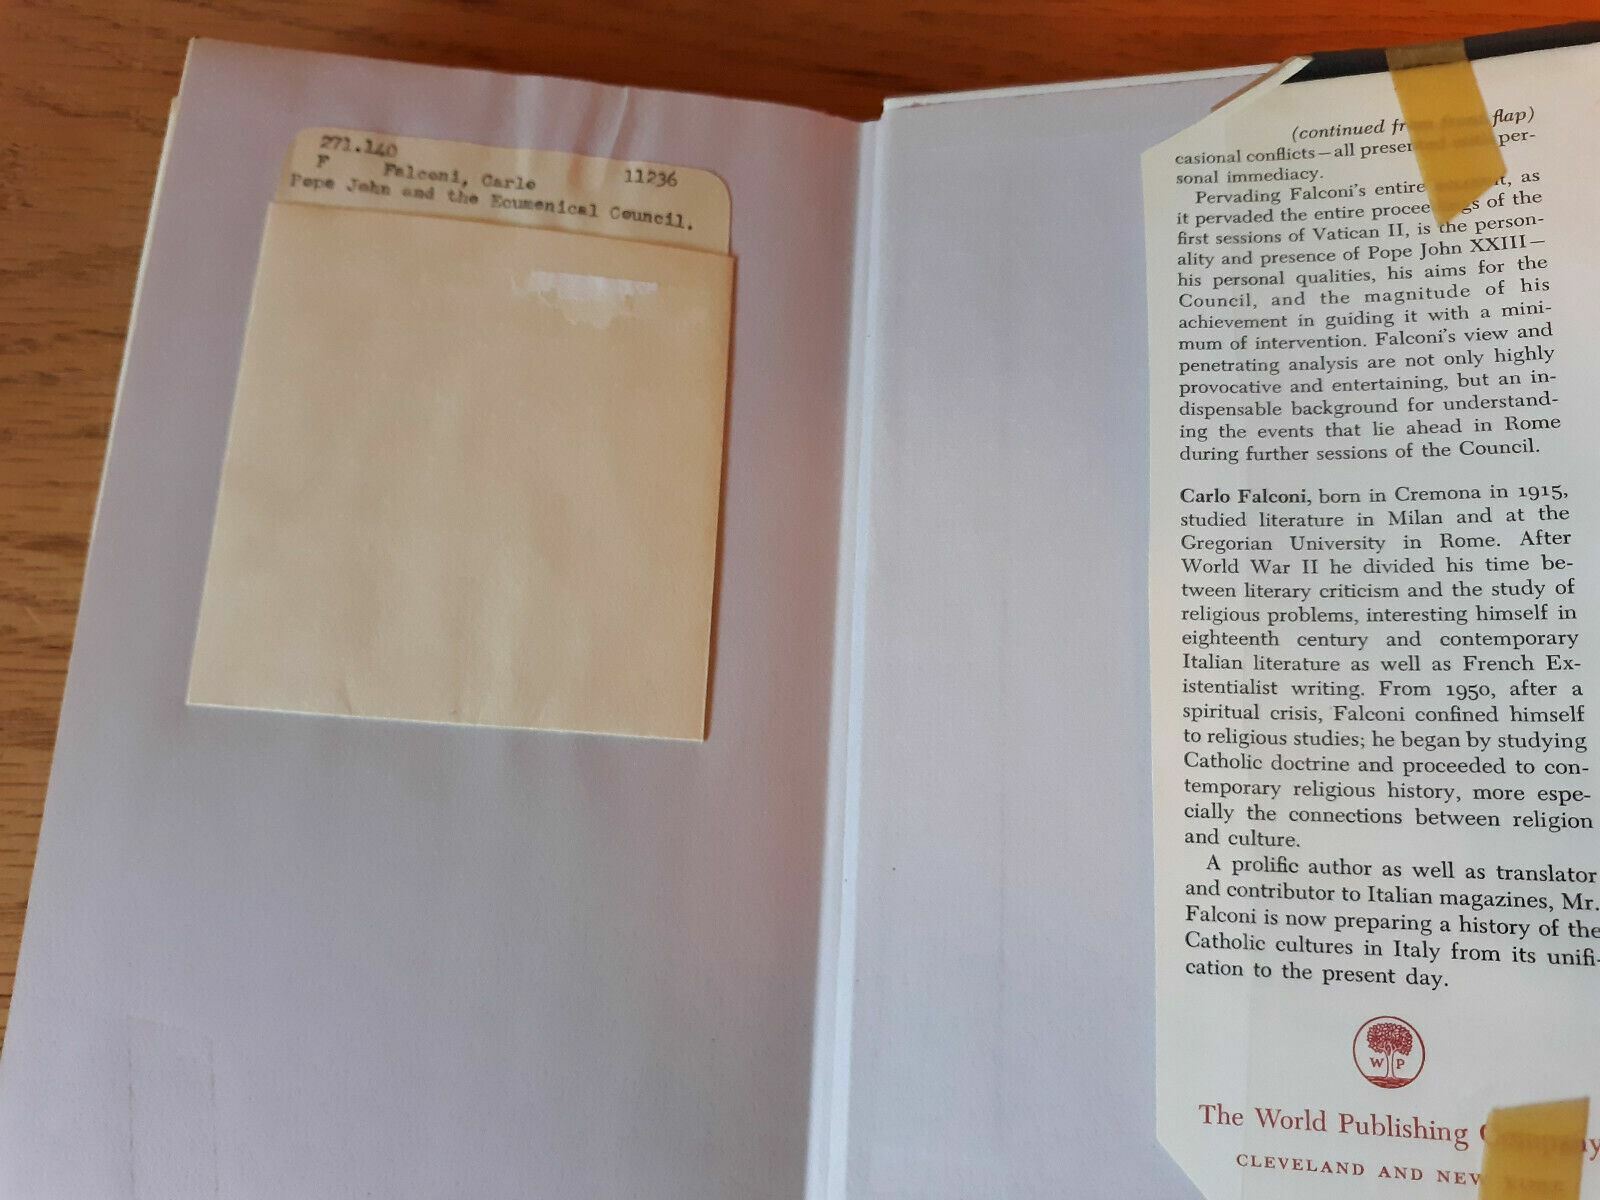 271.140
F Falconi, Carlo 11236
Pope John and the Ecumenical Council.
(continued from front flap)
casional conflicts—all presented with per-
sonal immediacy.
Pervading Falconi's entire account, as
it pervaded the entire proceedings of the
first sessions of Vatican II, is the person-
ality and presence of Pope John XXIII—
his personal qualities, his aims for the
Council, and the magnitude of his
achievement in guiding it with a mini-
mum of intervention. Falconi's view and
penetrating analysis are not only highly
provocative and entertaining, but an in-
dispensable background for understand-
ing the events that lie ahead in Rome
during further sessions of the Council.
Carlo Falconi, born in Cremona in 1915,
studied literature in Milan and at the
Gregorian University in Rome. After
World War II he divided his time be-
tween literary criticism and the study of
religious problems, interesting himself in
eighteenth century and contemporary
Italian literature as well as French Ex-
istentialist writing. From 1950, after a
spiritual crisis, Falconi confined himself
to religious studies; he began by studying
Catholic doctrine and proceeded to con-
temporary religious history, more espe-
cially the connections between religion
and culture.
A prolific author as well as translator
and contributor to Italian magazines, Mr.
Falconi is now preparing a history of the
Catholic cultures in Italy from its unifi-
cation to the present day.
W P
The World Publishing Company
CLEVELAND AND NEW